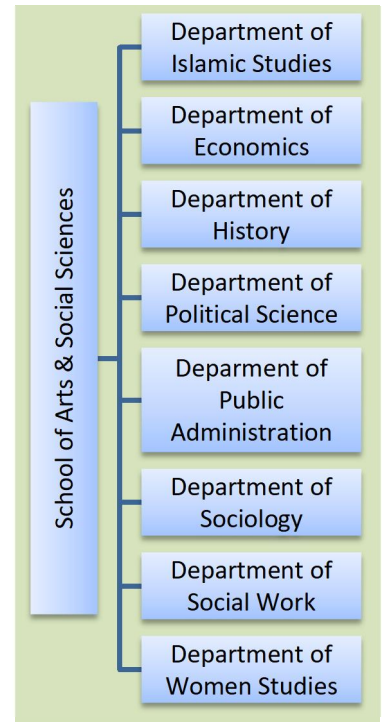 School of Arts & Social Sciences
Department of
Islamic Studies
Department of
Economics
Department of
History
Department of
Political Science
Deparment of
Public
Administration
Department of
Sociology
Department of
Social Work
Department of
Women Studies